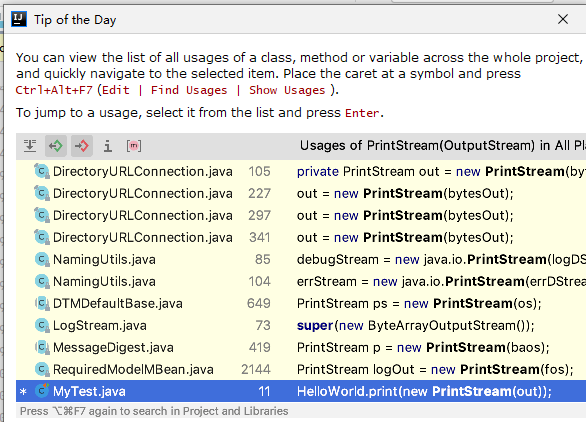 Tip of the Day
You can view the list of all usages of a class, method or variable across the whole project,
and quickly navigate to the selected item. Place the caret at a symbol and press
Ctrl+Alt+F7 (Edit | Find Usages | Show Usages ).
To jump to a usage, select it from the list and press Enter.
Usages of PrintStream(OutputStream) in All Pla
DirectoryURLConnection.java 105 private PrintStream out = new PrintStream(byt
DirectoryURLConnection.java 227 out = new PrintStream(bytesOut);
DirectoryURLConnection.java 297 out = new PrintStream(bytesOut);
DirectoryURLConnection.java 341 out = new PrintStream(bytesOut);
NamingUtils.java 85 debugStream = new java.io.PrintStream(logDS
NamingUtils.java 104 errStream = new java.io.PrintStream(errDStrea
DTMDefaultBase.java 649 PrintStream ps = new PrintStream(os);
LogStream.java 73 super(new ByteArrayOutputStream());
MessageDigest.java 419 PrintStream p = new PrintStream(baos);
RequiredModelMBean.java 2144 PrintStream logOut = new PrintStream(fos);
* MyTest.java 11 HelloWorld.print(new PrintStream(out));
Press ⌥⌘F7 again to search in Project and Libraries